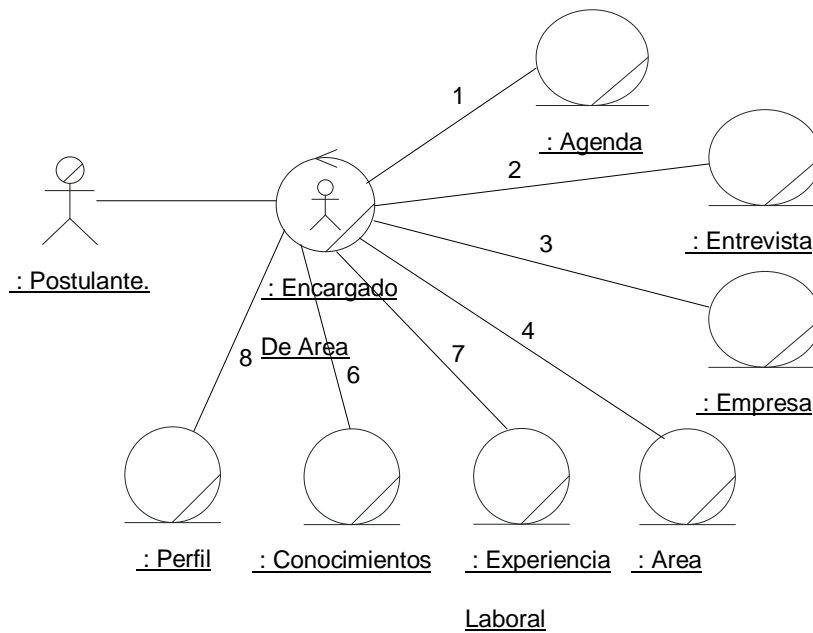 1
: Agenda
2
: Entrevista
: Postulante.
3
: Encargado
De Area
4
: Empresa
8
6
7
: Perfil
: Conocimientos
: Experiencia
Laboral
: Area